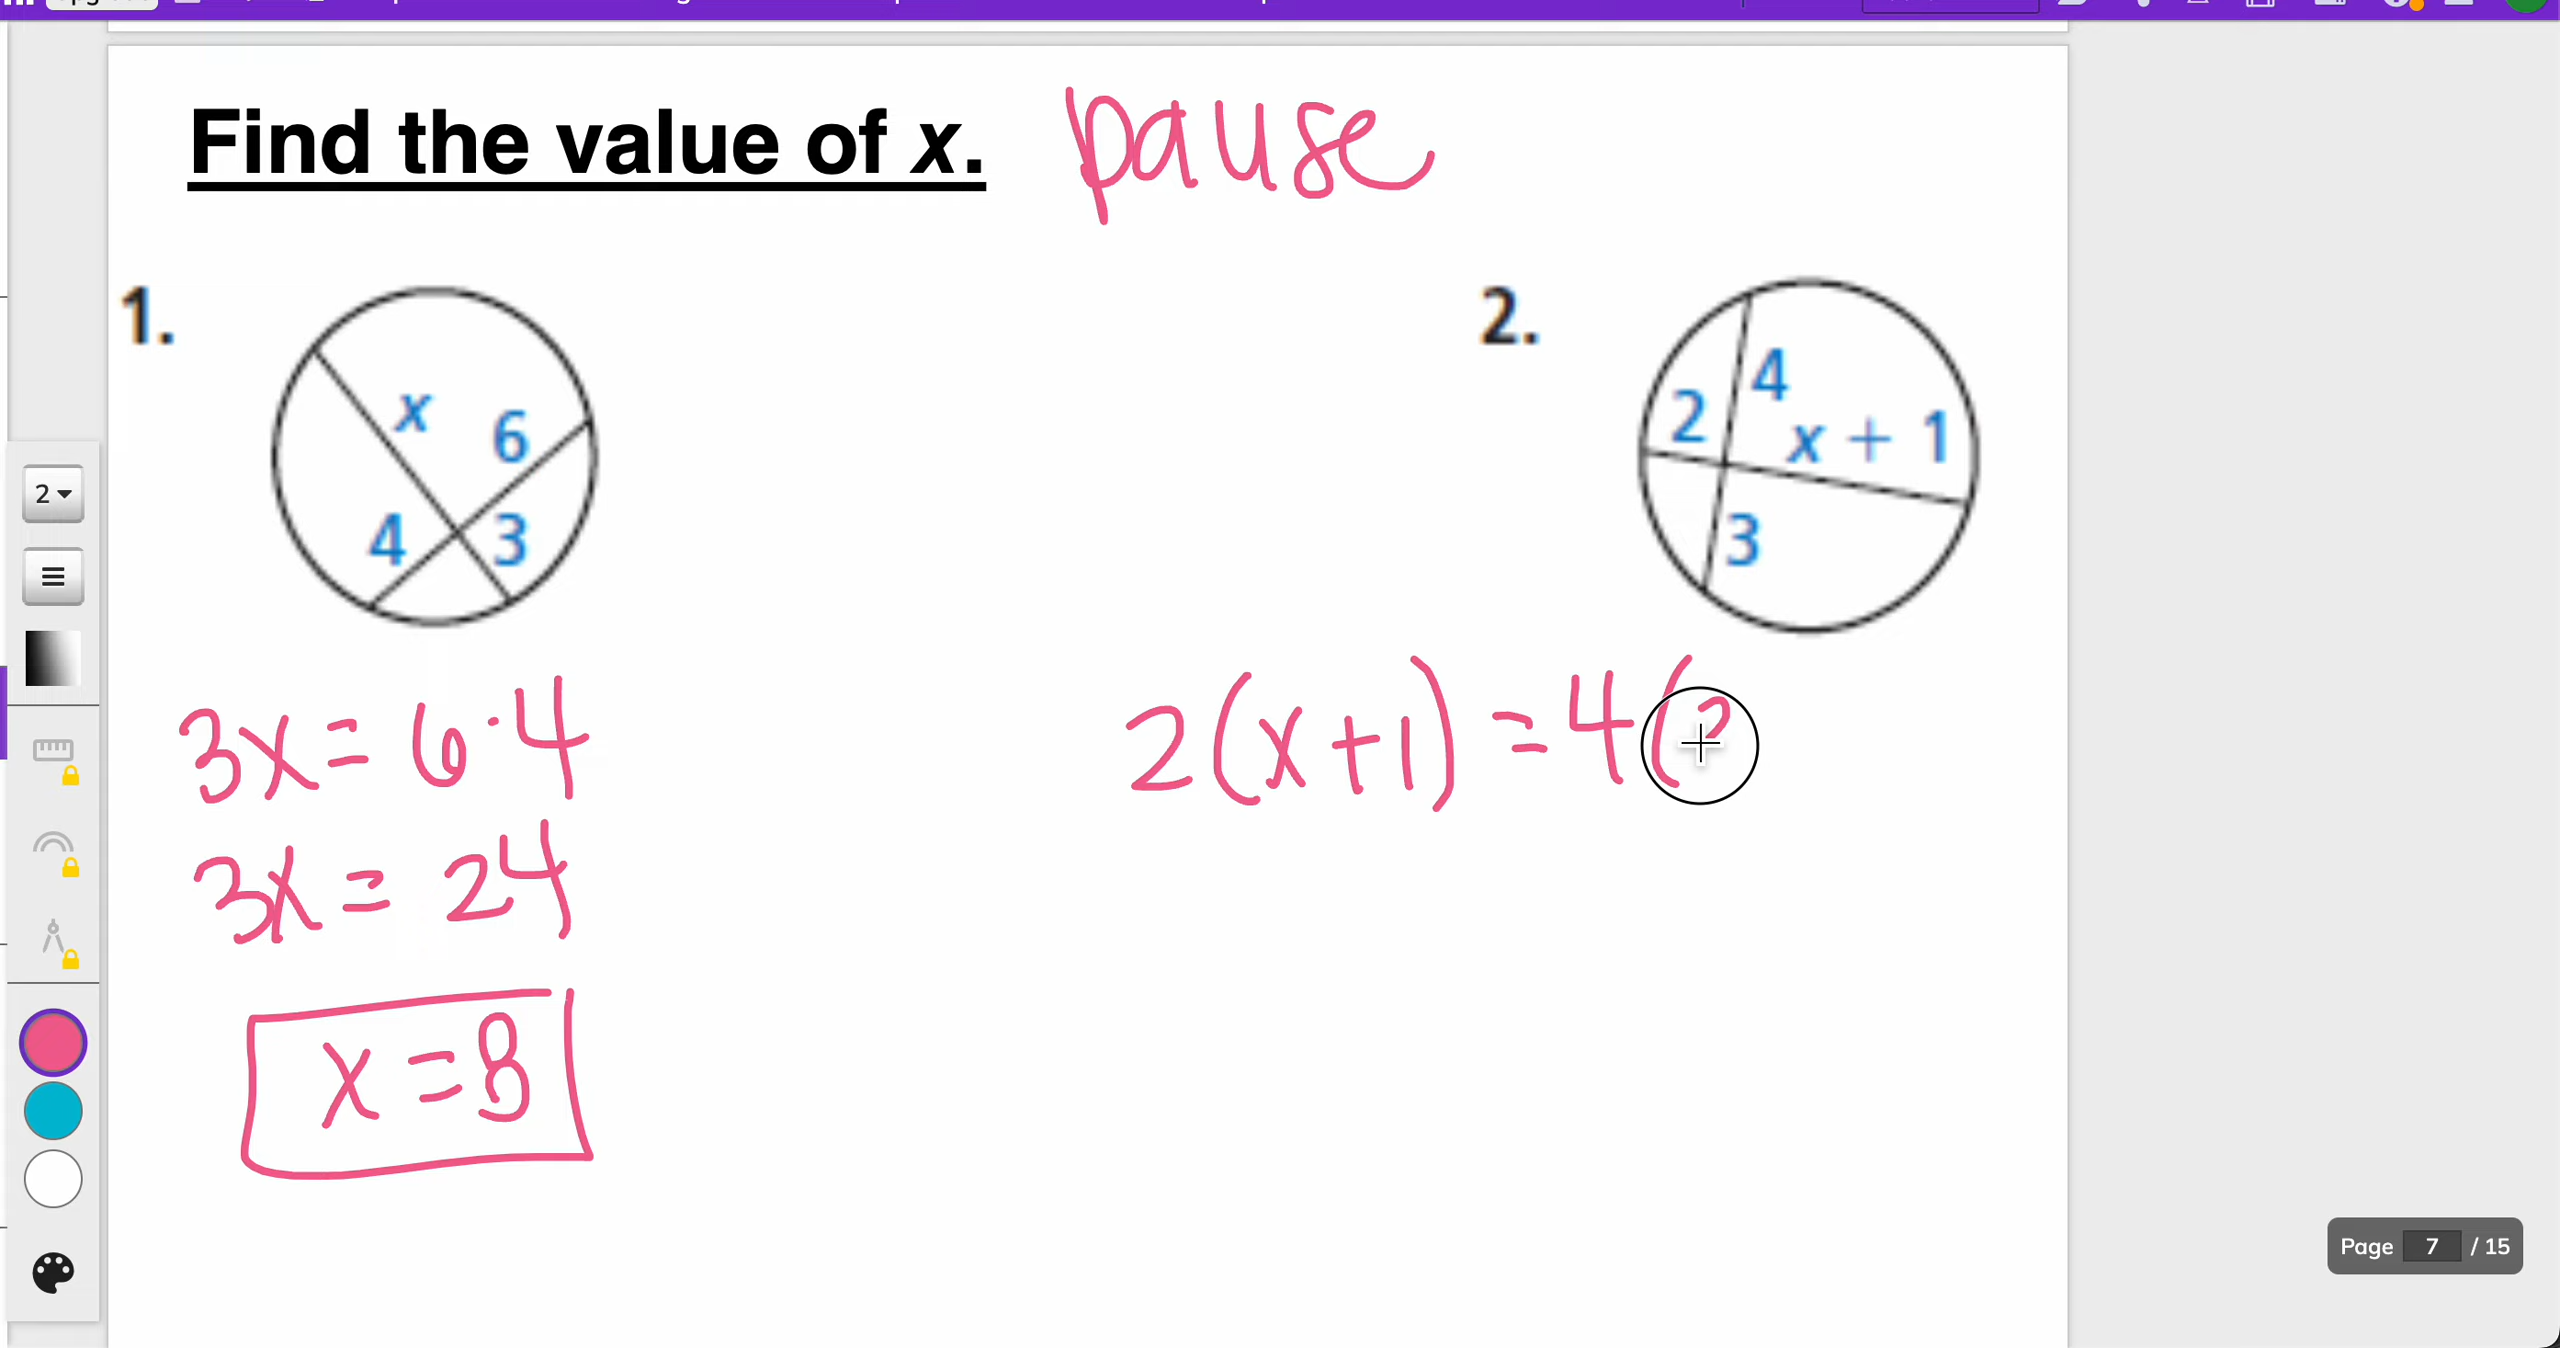 Find the value of x. pause
1.
x
6
4
3
2.
2
4
x + 1
3
3x = 6·4
3x = 24
x = 8
2(x+1) = 4(3
2
Page 7 / 15